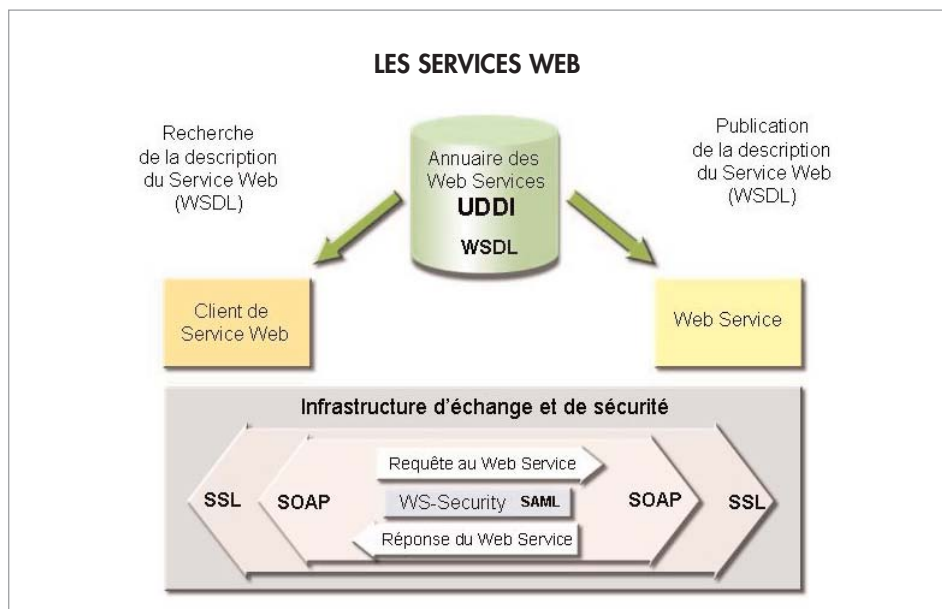 LES SERVICES WEB
Recherche
de la description
du Service Web
(WSDL)
Annuaire des
Web Services
UDDI
WSDL
Publication
de la description
du Service Web
(WSDL)
Client de
Service Web
Web Service
Infrastructure d'échange et de sécurité
Requête au Web Service
SSL SOAP WS-Security SAML SOAP SSL
Réponse du Web Service